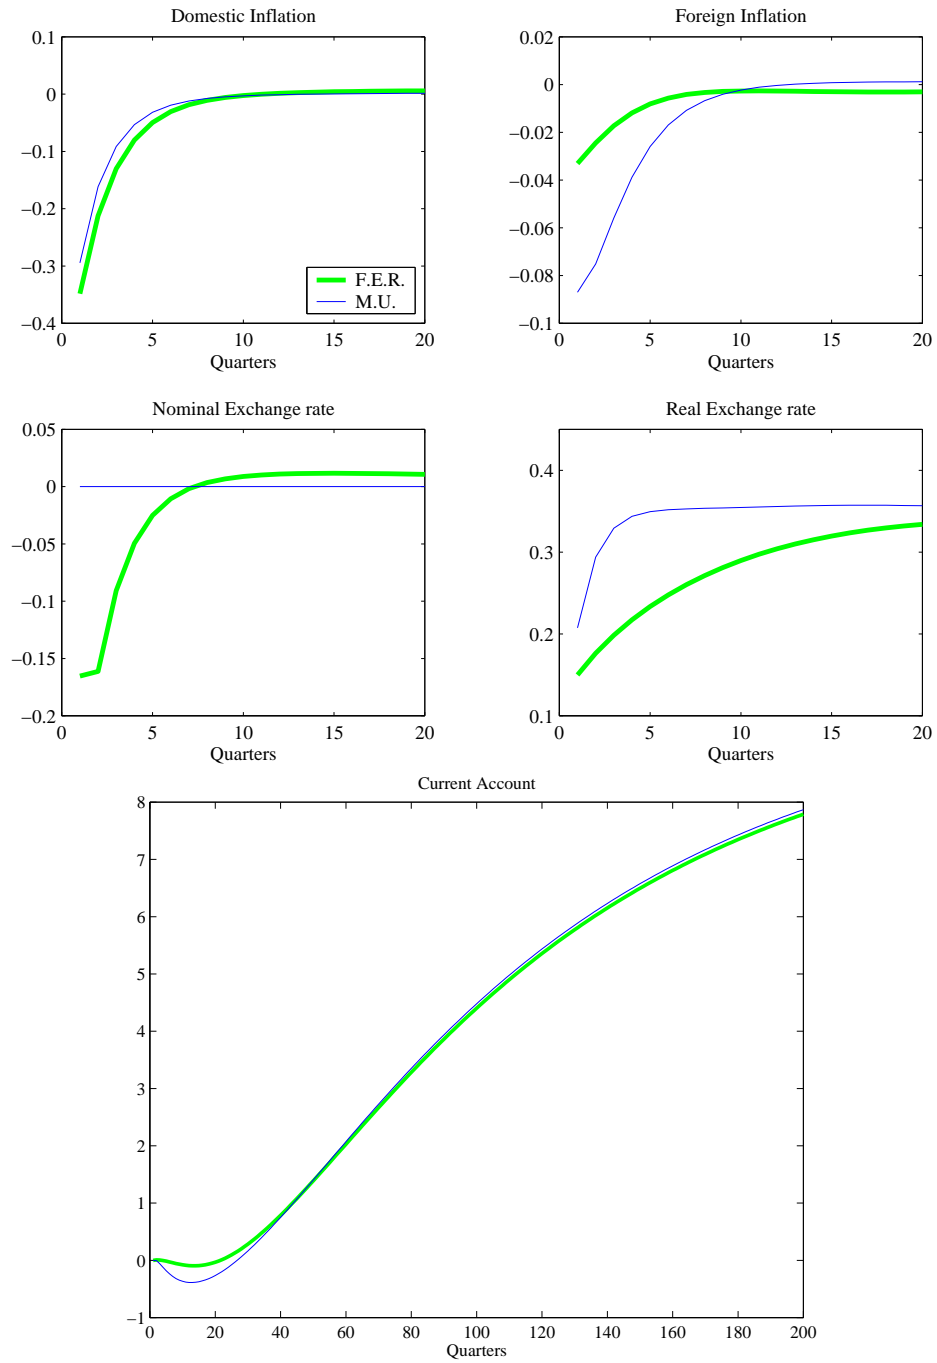 Domestic Inflation
0.1
0
−0.1
−0.2
−0.3
−0.4
0 5 10 15 20
Quarters
F.E.R.
M.U.
Foreign Inflation
0.02
0
−0.02
−0.04
−0.06
−0.08
−0.1
0 5 10 15 20
Quarters
Nominal Exchange rate
0.05
0
−0.05
−0.1
−0.15
−0.2
0 5 10 15 20
Quarters
Real Exchange rate
0.4
0.3
0.2
0.1
0 5 10 15 20
Quarters
Current Account
8
7
6
5
4
3
2
1
0
−1
0 20 40 60 80 100 120 140 160 180 200
Quarters